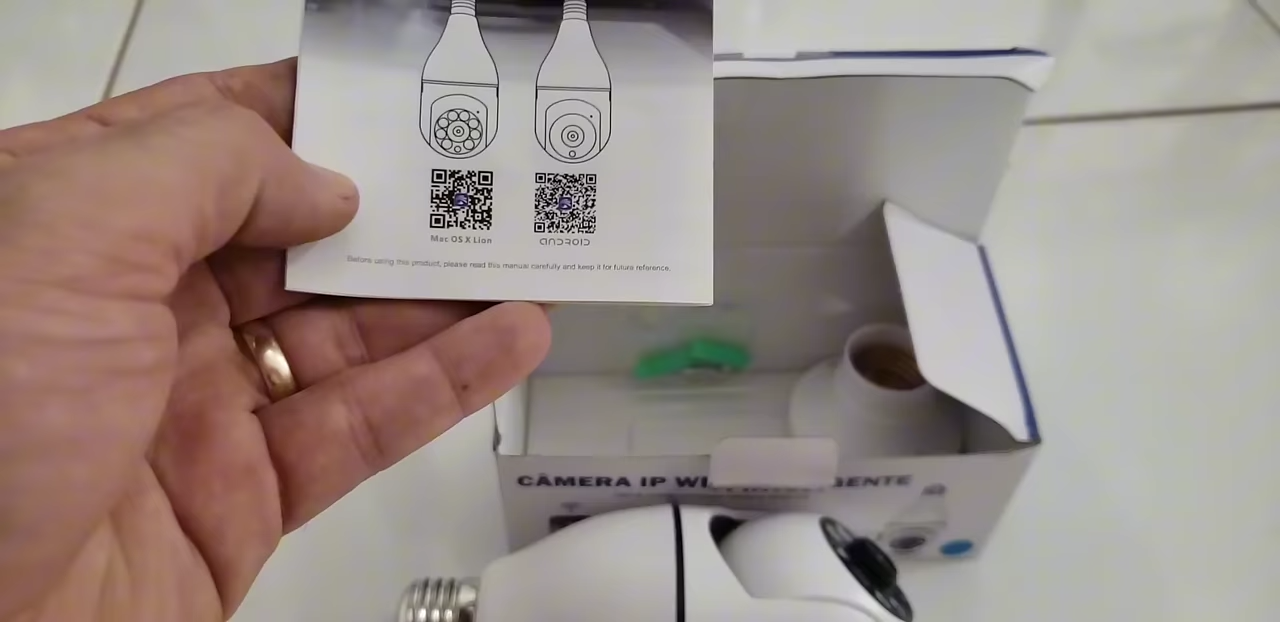 Mac OS X Lion
ANDROID
Before using this product, please read this manual carefully and keep it for future reference.
CÂMERA IP